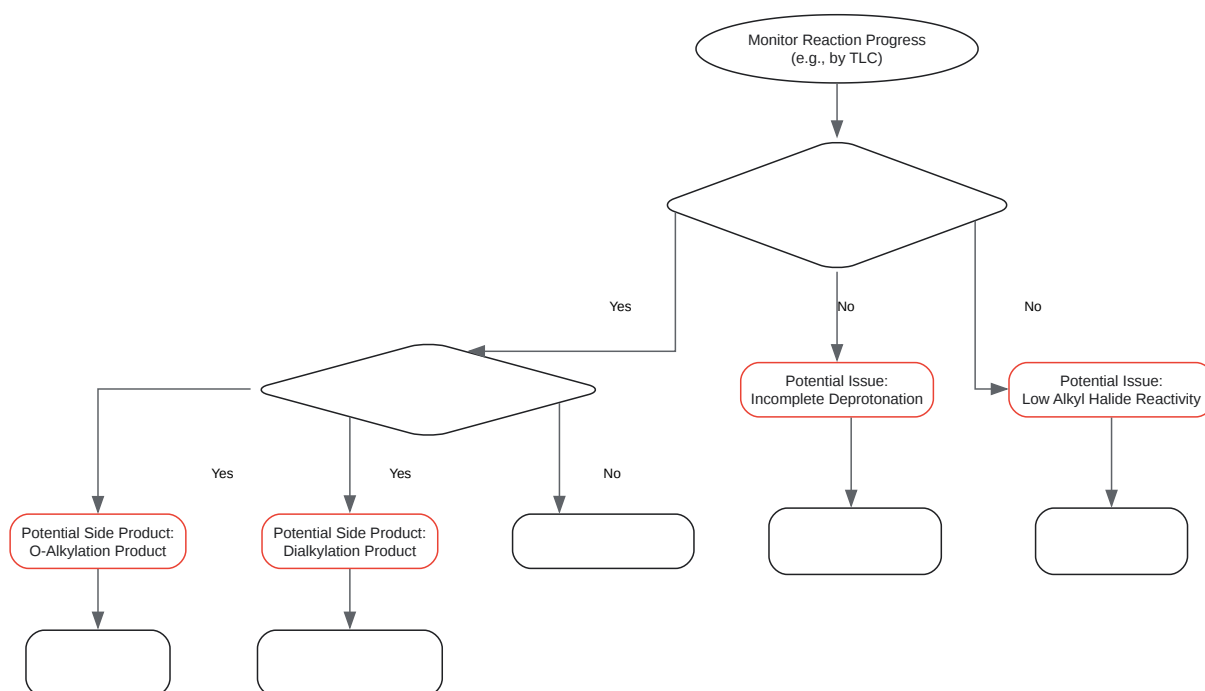 Monitor Reaction Progress
(e.g., by TLC)
Yes
No
No
Potential Issue:
Incomplete Deprotonation
Potential Issue:
Low Alkyl Halide Reactivity
Yes
Yes
No
Potential Side Product:
O-Alkylation Product
Potential Side Product:
Dialkylation Product